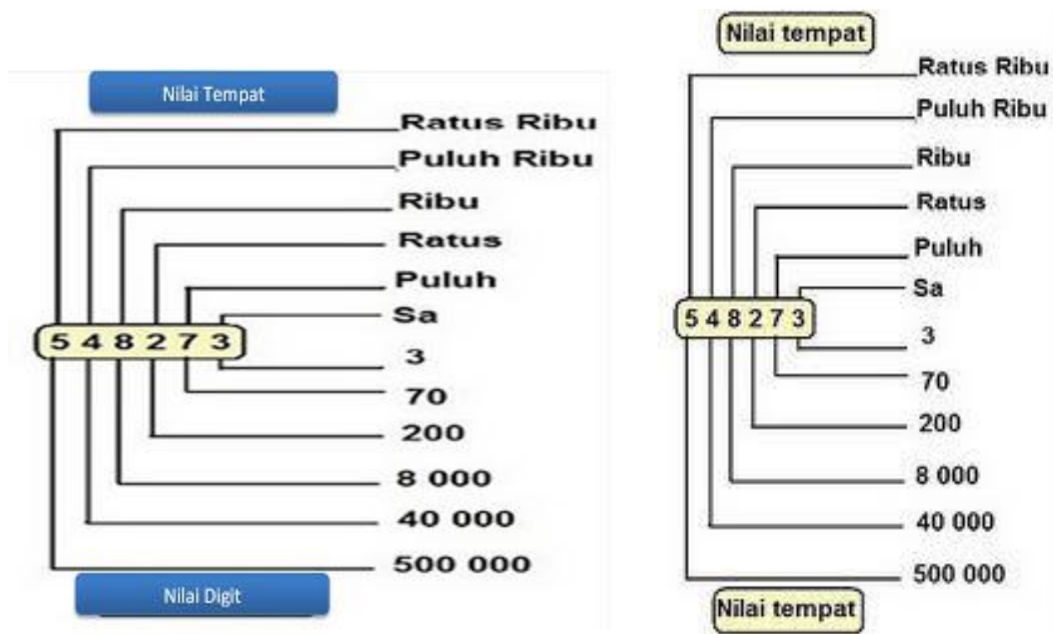 Nilai Tempat
Ratus Ribu
Puluh Ribu
Ribu
Ratus
Puluh
Sa
5 4 8 2 7 3
3
70
200
8 000
40 000
500 000
Nilai Digit
Nilai tempat
Ratus Ribu
Puluh Ribu
Ribu
Ratus
Puluh
Sa
5 4 8 2 7 3
3
70
200
8 000
40 000
500 000
Nilai tempat